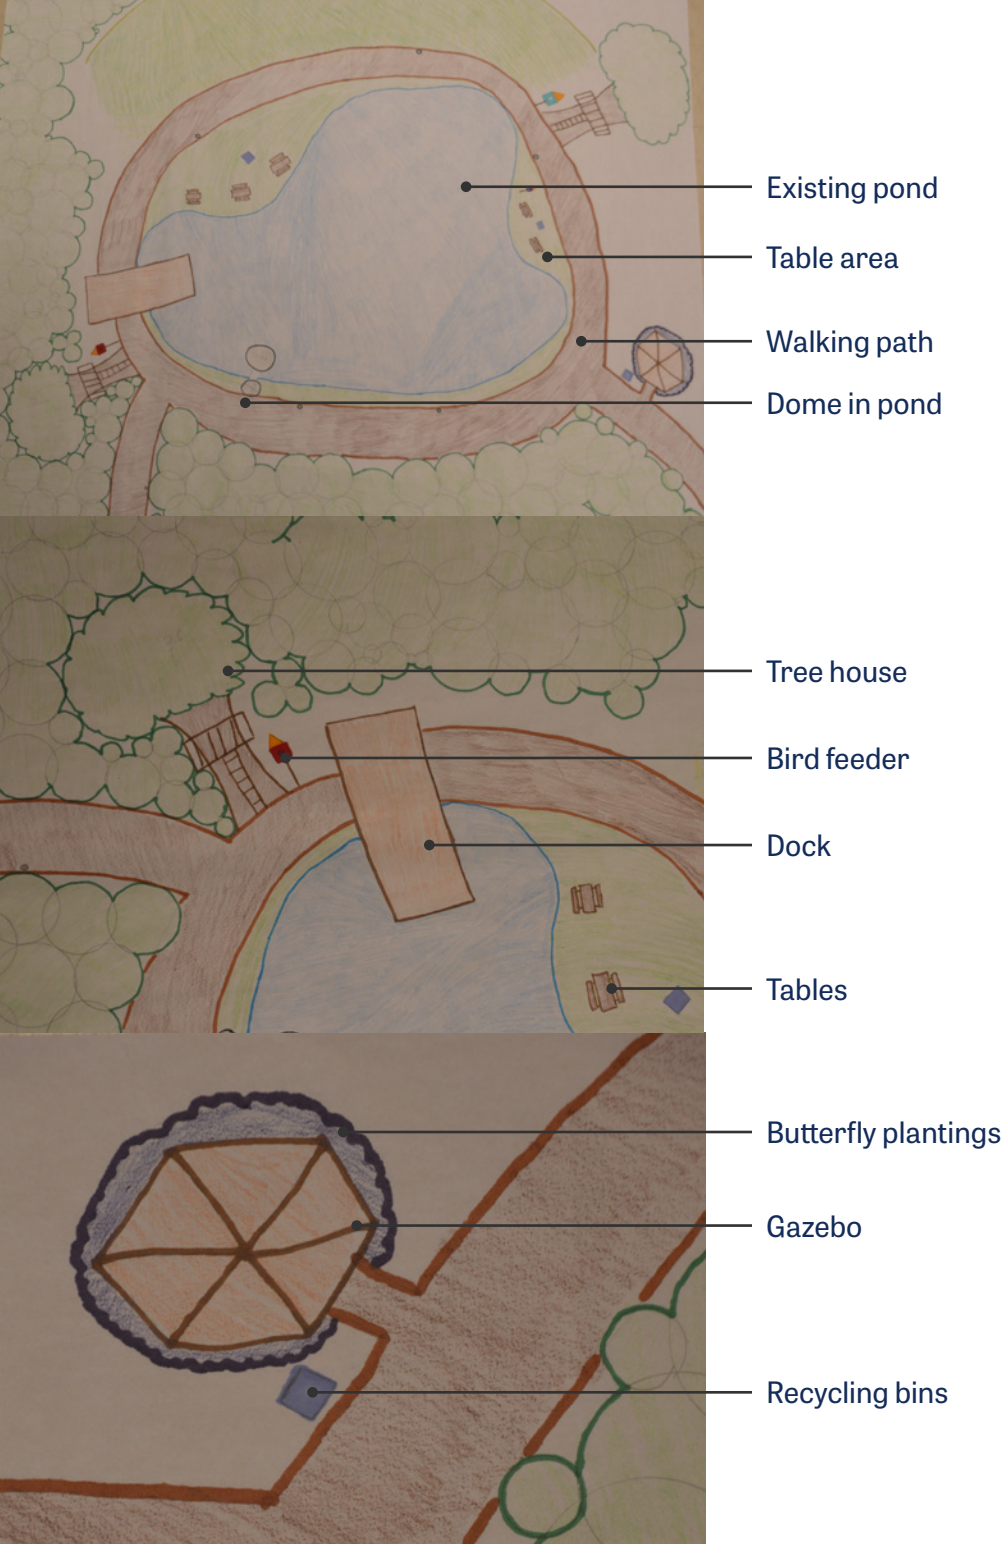 Existing pond
Table area
Walking path
Dome in pond
Tree house
Bird feeder
Dock
Tables
Butterfly plantings
Gazebo
Recycling bins